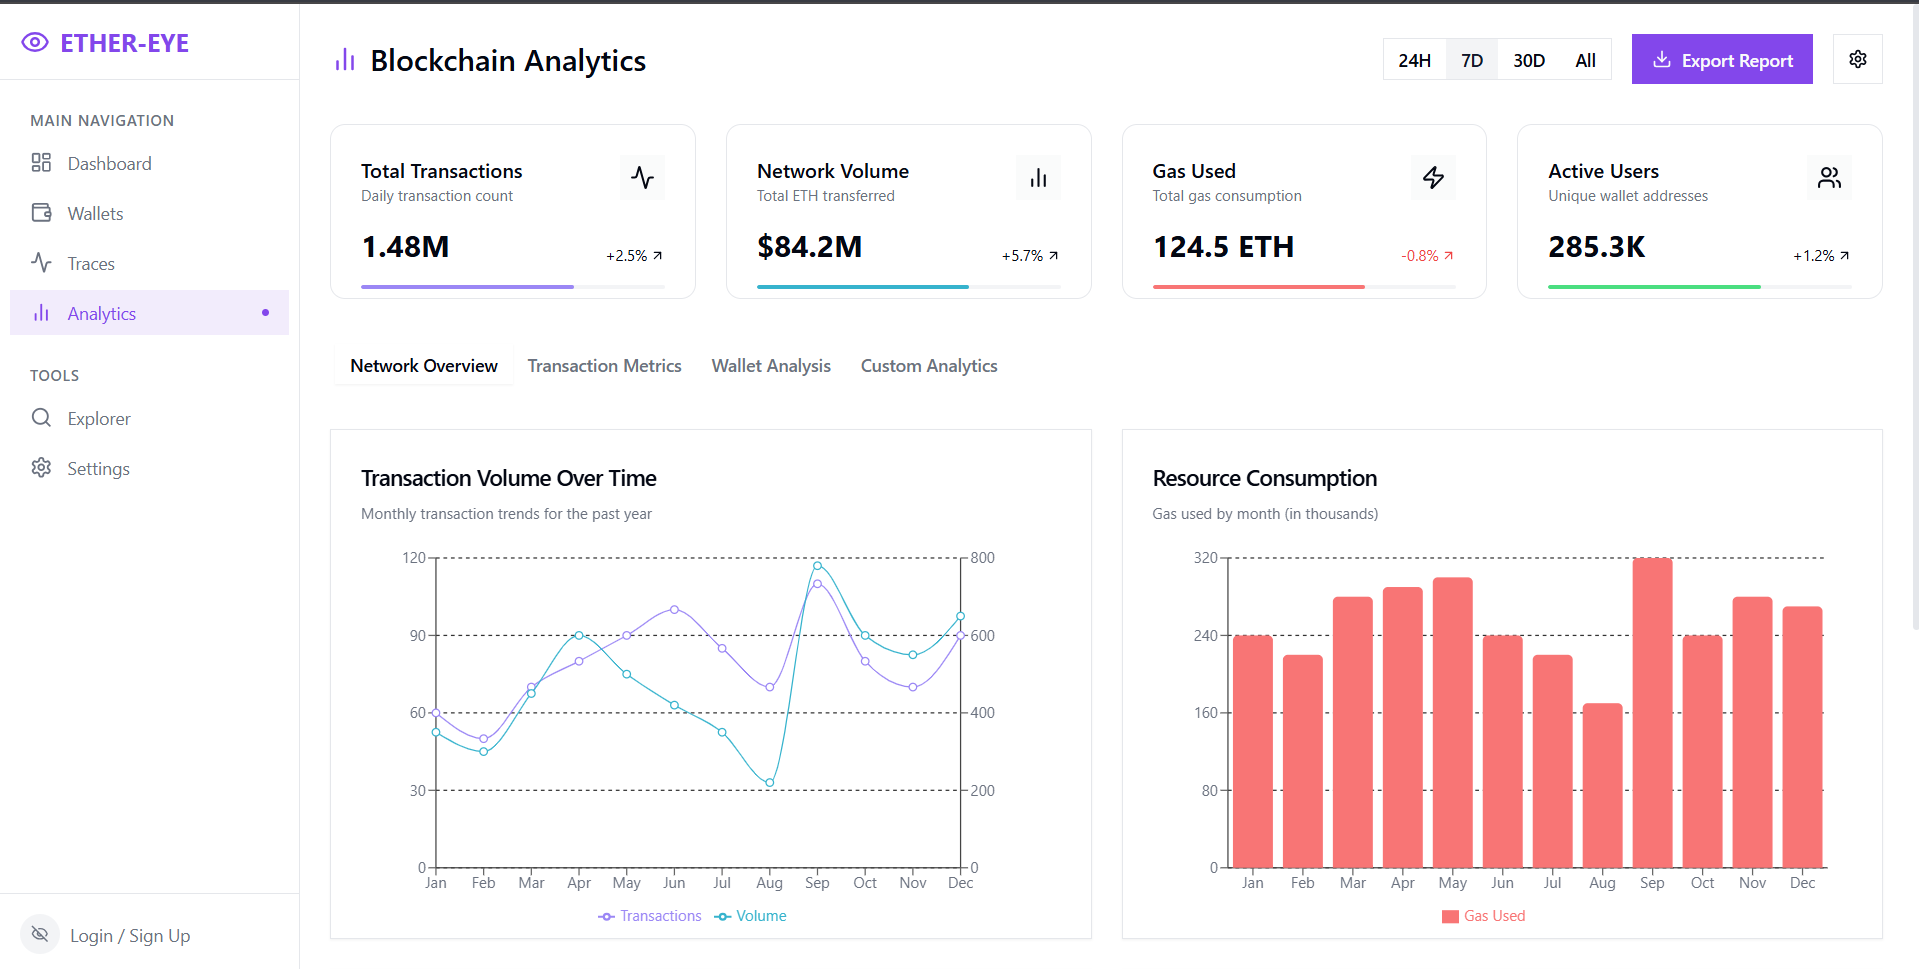 ETHER-EYE
MAIN NAVIGATION
Dashboard
Wallets
Traces
Analytics
TOOLS
Explorer
Settings
Login / Sign Up
Blockchain Analytics
24H 7D 30D All
Export Report
Total Transactions
Daily transaction count
1.48M
+2.5%
Network Volume
Total ETH transferred
$84.2M
+5.7%
Gas Used
Total gas consumption
124.5 ETH
-0.8%
Active Users
Unique wallet addresses
285.3K
+1.2%
Network Overview Transaction Metrics Wallet Analysis Custom Analytics
Transaction Volume Over Time
Monthly transaction trends for the past year
120
90
60
30
0
800
600
400
200
0
Jan Feb Mar Apr May Jun Jul Aug Sep Oct Nov Dec
Transactions Volume
Resource Consumption
Gas used by month (in thousands)
320
240
160
80
0
Jan Feb Mar Apr May Jun Jul Aug Sep Oct Nov Dec
Gas Used